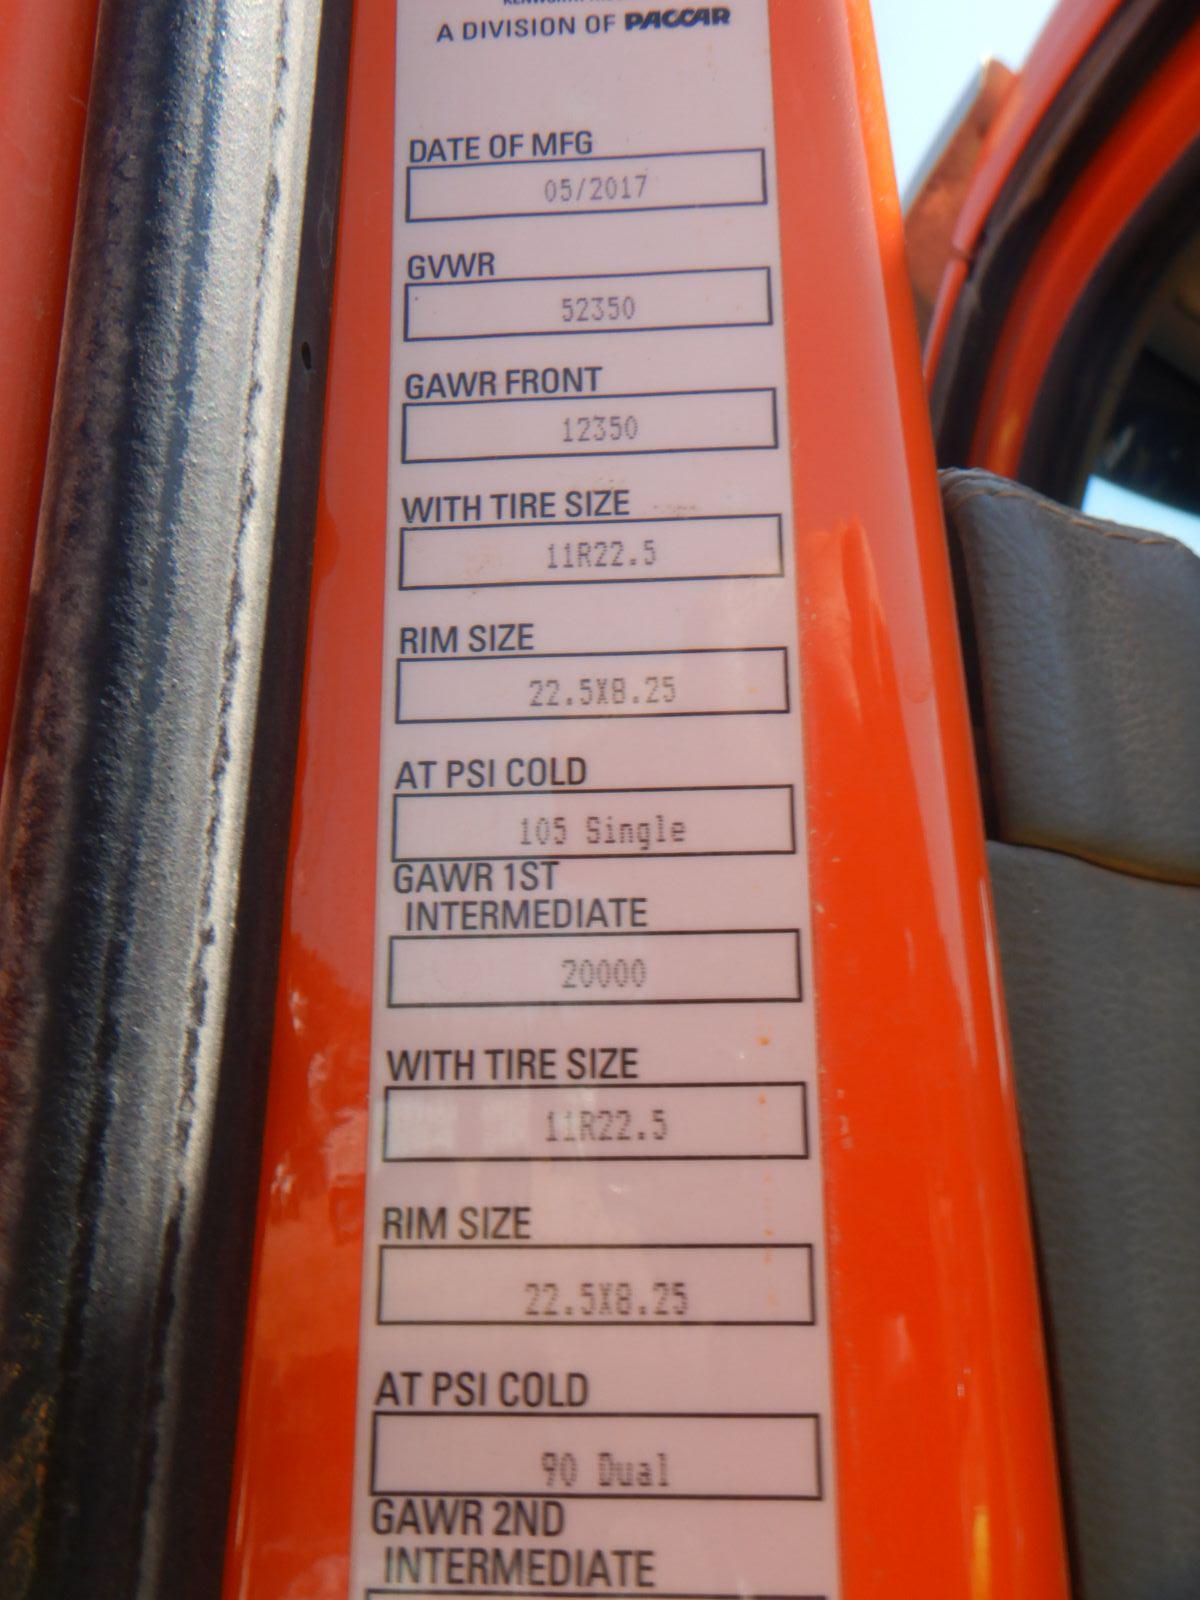 KENWORTH
A DIVISION OF PACCAR
DATE OF MFG
05/2017
GVWR
52350
GAWR FRONT
12350
WITH TIRE SIZE
11R22.5
RIM SIZE
22.5X8.25
AT PSI COLD
105 Single
GAWR 1ST
INTERMEDIATE
20000
WITH TIRE SIZE
11R22.5
RIM SIZE
22.5X8.25
AT PSI COLD
90 Dual
GAWR 2ND
INTERMEDIATE